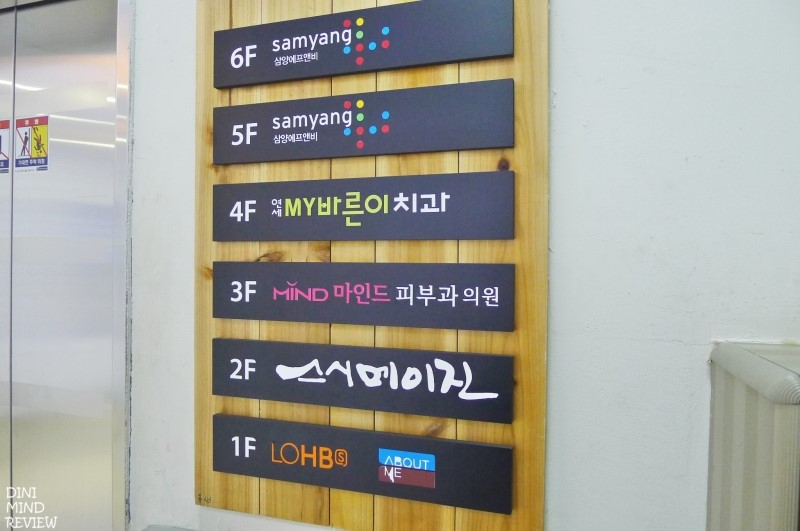 6F samyang
삼양에프앤비
5F samyang
삼양에프앤비
4F 연세 MY바른이치과
3F MIND 마인드 피부과의원
2F 스시메이진
1F LOHBS ABOUT ME
DINI
MIND
REVIEW